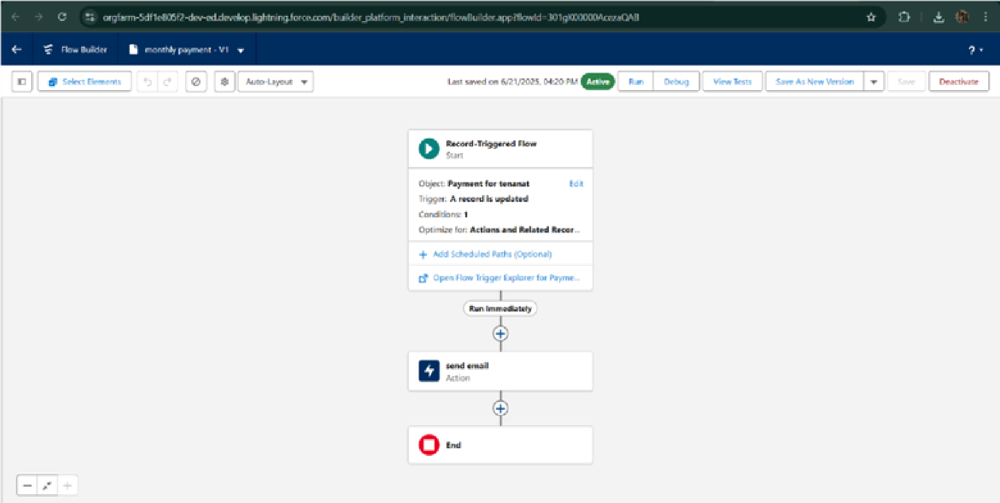 orgfarm-5df1e805f2-dev-ed.develop.lightning.force.com/builder_platform_interaction/flowBuilder.app?flowId=
Flow Builder
monthly payment - V1
?
Select Elements
Auto-Layout
Last saved on 6/21/2025, 04:20 PM
Active
Run
Debug
View Tests
Save As New Version
Save
Deactivate
Record-Triggered Flow
Start
Object: Payment for tenanat
Edit
Trigger: A record is updated
Conditions: 1
Optimize for: Actions and Related Recor...
Add Scheduled Paths (Optional)
Open Flow Trigger Explorer for Payme...
Run Immediately
send email
Action
End